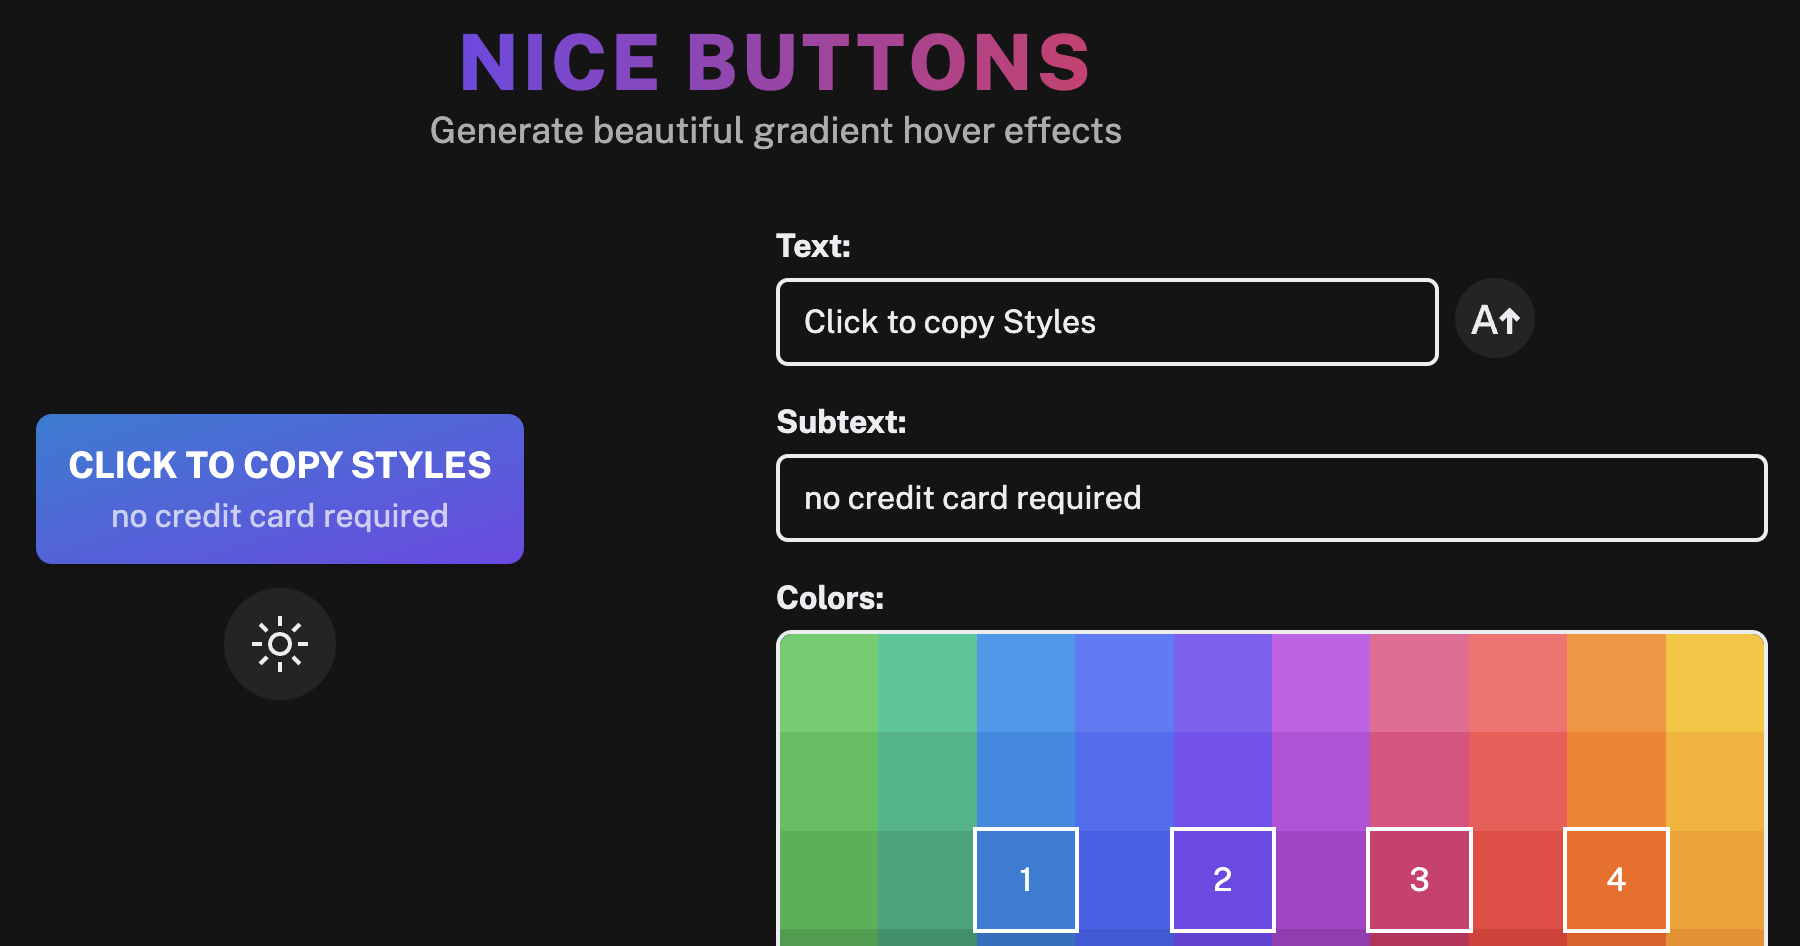 NICE BUTTONS
Generate beautiful gradient hover effects
Text:
Click to copy Styles
A↑
Subtext:
no credit card required
CLICK TO COPY STYLES
no credit card required
Colors:
1 2 3 4